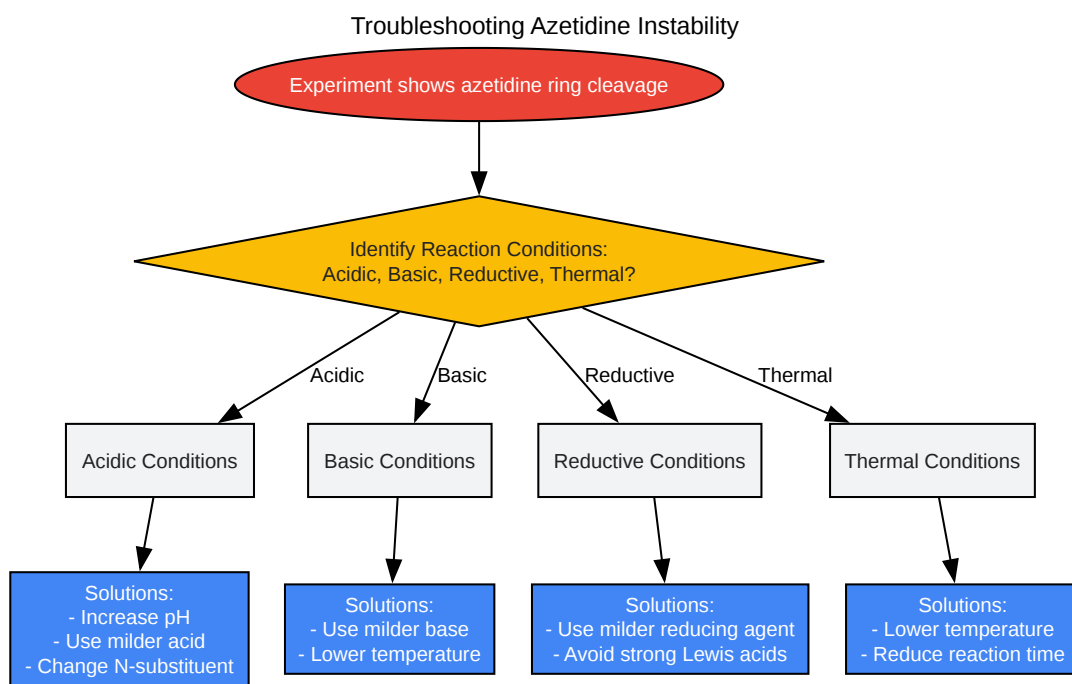 Troubleshooting Azetidine Instability
Experiment shows azetidine ring cleavage
Identify Reaction Conditions:
Acidic, Basic, Reductive, Thermal?
Acidic
Basic
Reductive
Thermal
Acidic Conditions
Basic Conditions
Reductive Conditions
Thermal Conditions
Solutions:
- Increase pH
- Use milder acid
- Change N-substituent
Solutions:
- Use milder base
- Lower temperature
Solutions:
- Use milder reducing agent
- Avoid strong Lewis acids
Solutions:
- Lower temperature
- Reduce reaction time